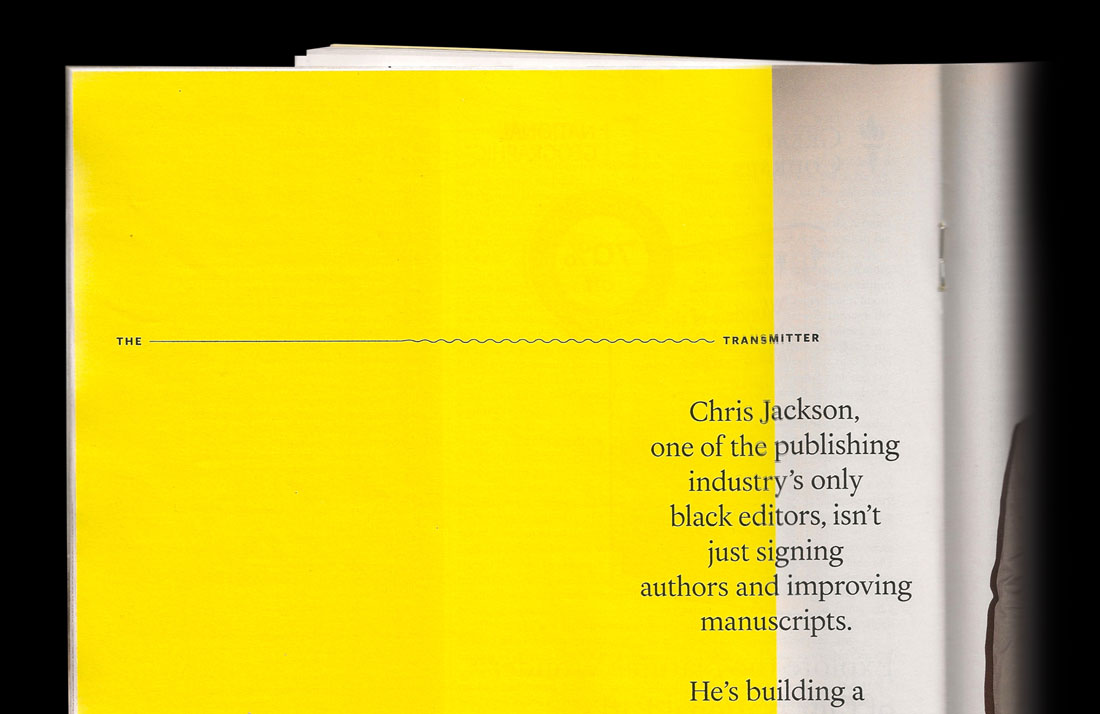 THE TRANSMITTER
Chris Jackson,
one of the publishing
industry’s only
black editors, isn’t
just signing
authors and improving
manuscripts.
He’s building a